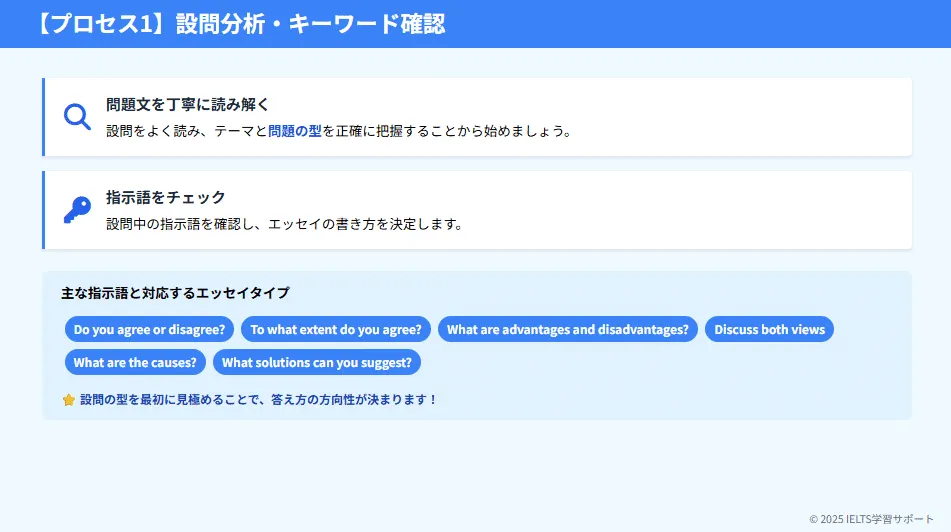 【プロセス1】設問分析・キーワード確認
問題文を丁寧に読み解く
設問をよく読み、テーマと問題の型を正確に把握することから始めましょう。
指示語をチェック
設問中の指示語を確認し、エッセイの書き方を決定します。
主な指示語と対応するエッセイタイプ
Do you agree or disagree? To what extent do you agree? What are advantages and disadvantages? Discuss both views
What are the causes? What solutions can you suggest?
設問の型を最初に見極めることで、答え方の方向性が決まります！
© 2025 IELTS学習サポート